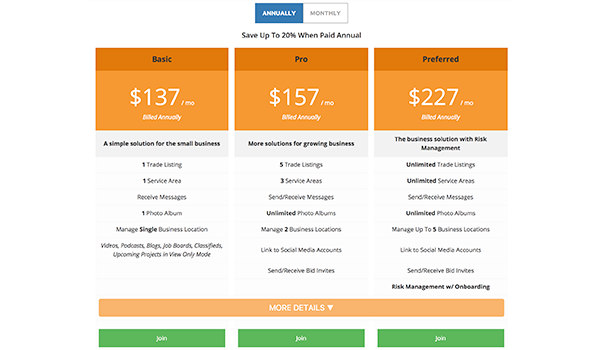 ANNUALLY MONTHLY
Save Up To 20% When Paid Annual
Basic
$137 / mo
Billed Annually
A simple solution for the small business
1 Trade Listing
1 Service Area
Receive Messages
1 Photo Album
Manage Single Business Location
Videos, Podcasts, Blogs, Job Boards, Classifieds,
Upcoming Projects in View Only Mode
Pro
$157 / mo
Billed Annually
More solutions for growing business
5 Trade Listings
3 Service Areas
Send/Receive Messages
Unlimited Photo Albums
Manage 2 Business Locations
Link to Social Media Accounts
Send/Receive Bid Invites
Preferred
$227 / mo
Billed Annually
The business solution with Risk
Management
Unlimited Trade Listings
Unlimited Service Areas
Send/Receive Messages
Unlimited Photo Albums
Manage Up To 5 Business Locations
Link to Social Media Accounts
Send/Receive Bid Invites
Risk Management w/ Onboarding
MORE DETAILS ▼
Join
Join
Join